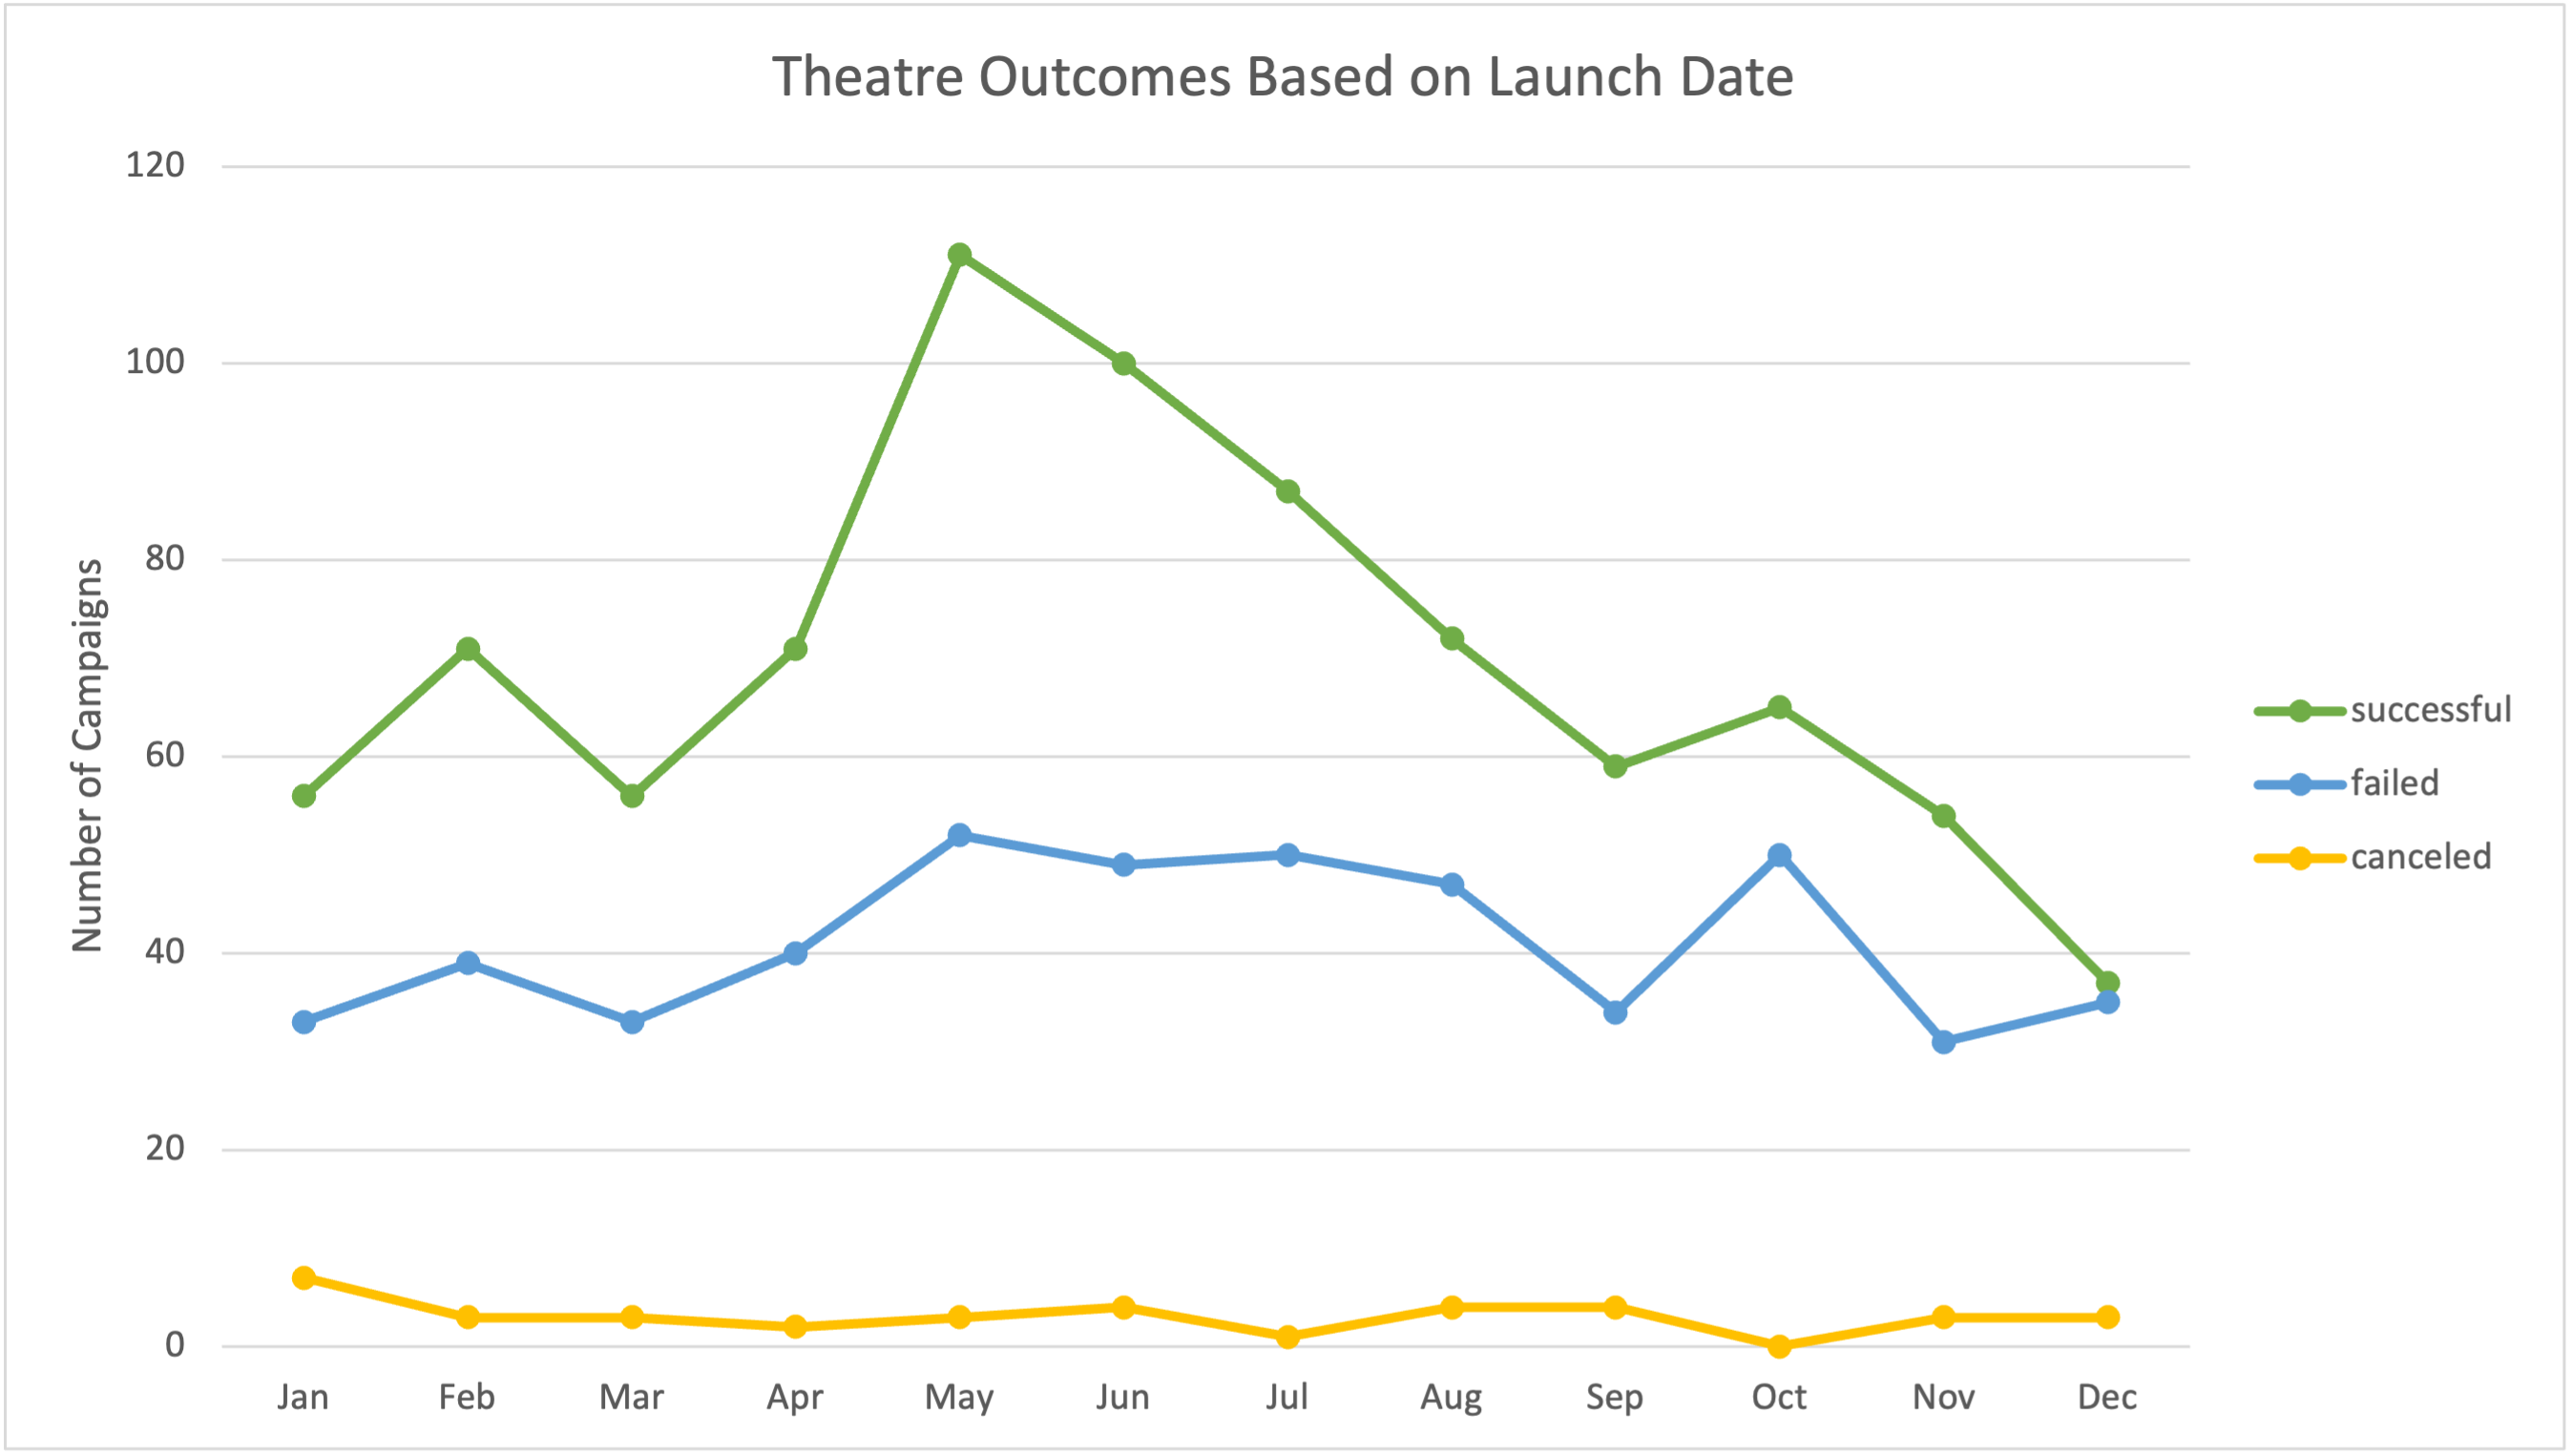 Theatre Outcomes Based on Launch Date
120
100
80
60
40
20
0
Number of Campaigns
Jan Feb Mar Apr May Jun Jul Aug Sep Oct Nov Dec
successful
failed
canceled